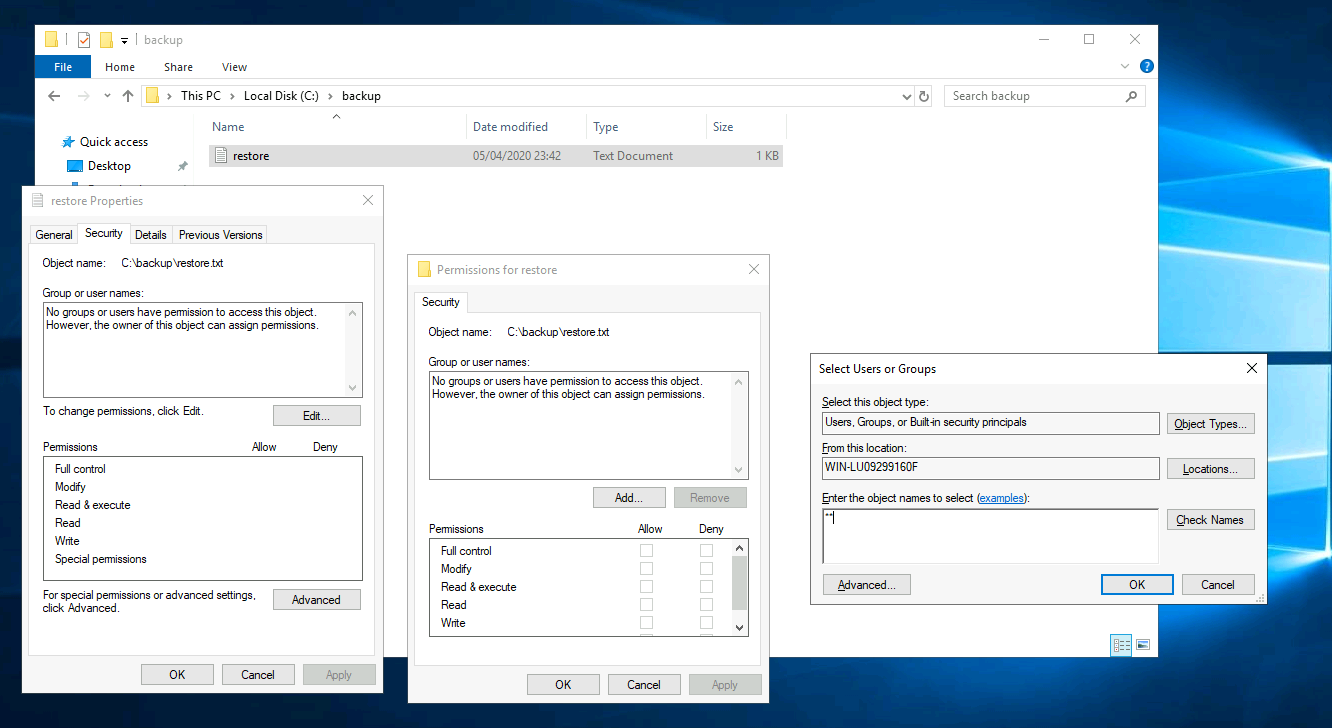 backup
File Home Share View
This PC > Local Disk (C:) > backup
Search backup
Name Date modified Type Size
Quick access
Desktop
restore 05/04/2020 23:42 Text Document 1 KB
restore Properties
General Security Details Previous Versions
Object name: C:\backup\restore.txt
Group or user names:
No groups or users have permission to access this object.
However, the owner of this object can assign permissions.
To change permissions, click Edit.
Edit...
Permissions Allow Deny
Full control
Modify
Read & execute
Read
Write
Special permissions
For special permissions or advanced settings,
click Advanced.
Advanced
OK Cancel Apply
Permissions for restore
Security
Object name: C:\backup\restore.txt
Group or user names:
No groups or users have permission to access this object.
However, the owner of this object can assign permissions.
Add... Remove
Permissions Allow Deny
Full control
Modify
Read & execute
Read
Write
OK Cancel Apply
Select Users or Groups
Select this object type:
Users, Groups, or Built-in security principals
Object Types...
From this location:
WIN-LU09299160F
Locations...
Enter the object names to select (examples):
Check Names
Advanced...
OK Cancel